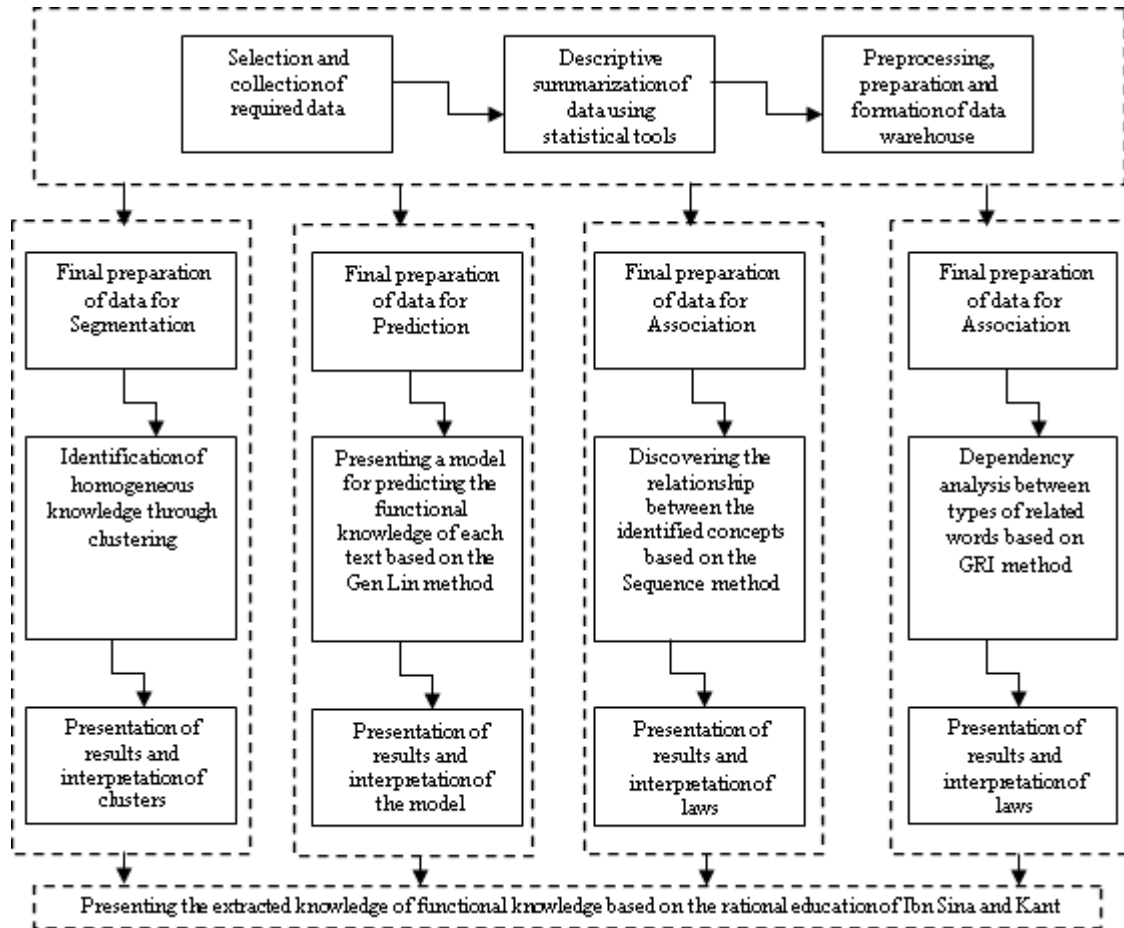 Selection and
collection of
required data
Descriptive
summarization of
data using
statistical tools
Preprocessing,
preparation and
formation of data
warehouse
Final preparation
of data for
Segmentation
Identification of
homogeneous
knowledge through
clustering
Presentation of
results and
interpretation of
clusters
Final preparation
of data for
Prediction
Presenting a model
for predicting the
functional
knowledge of each
text based on the
Gen Lin method
Presentation of
results and
interpretation of
the model
Final preparation
of data for
Association
Discovering the
relationship
between the
identified concepts
based on the
Sequence method
Presentation of
results and
interpretation of
laws
Final preparation
of data for
Association
Dependency
analysis between
types of related
words based on
GRI method
Presentation of
results and
interpretation of
laws
Presenting the extracted knowledge of functional knowledge based on the rational education of Ibn Sina and Kant